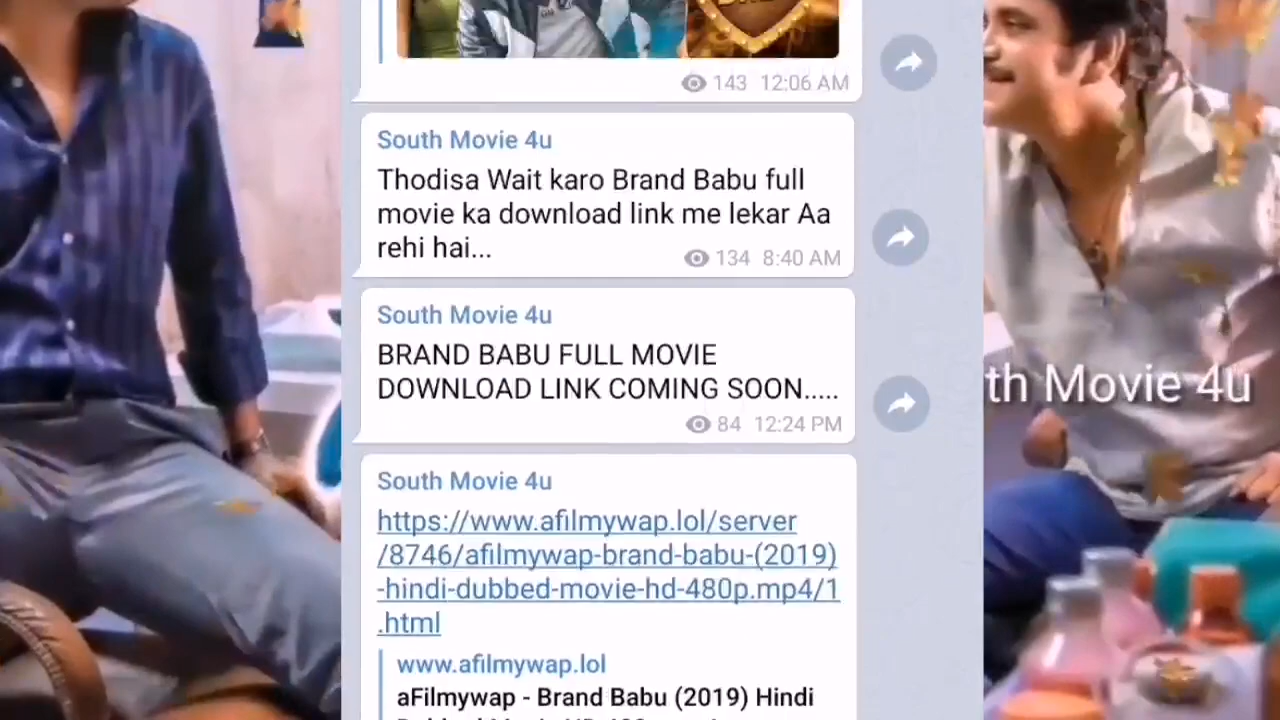 143 12:06 AM
South Movie 4u
Thodisa Wait karo Brand Babu full
movie ka download link me lekar Aa
rehi hai...
134 8:40 AM
South Movie 4u
BRAND BABU FULL MOVIE
DOWNLOAD LINK COMING SOON.....
84 12:24 PM
th Movie 4u
South Movie 4u
https://www.afilmywap.lol/server
/8746/afilmywap-brand-babu-(2019)
-hindi-dubbed-movie-hd-480p.mp4/1
.html
www.afilmywap.lol
aFilmywap - Brand Babu (2019) Hindi